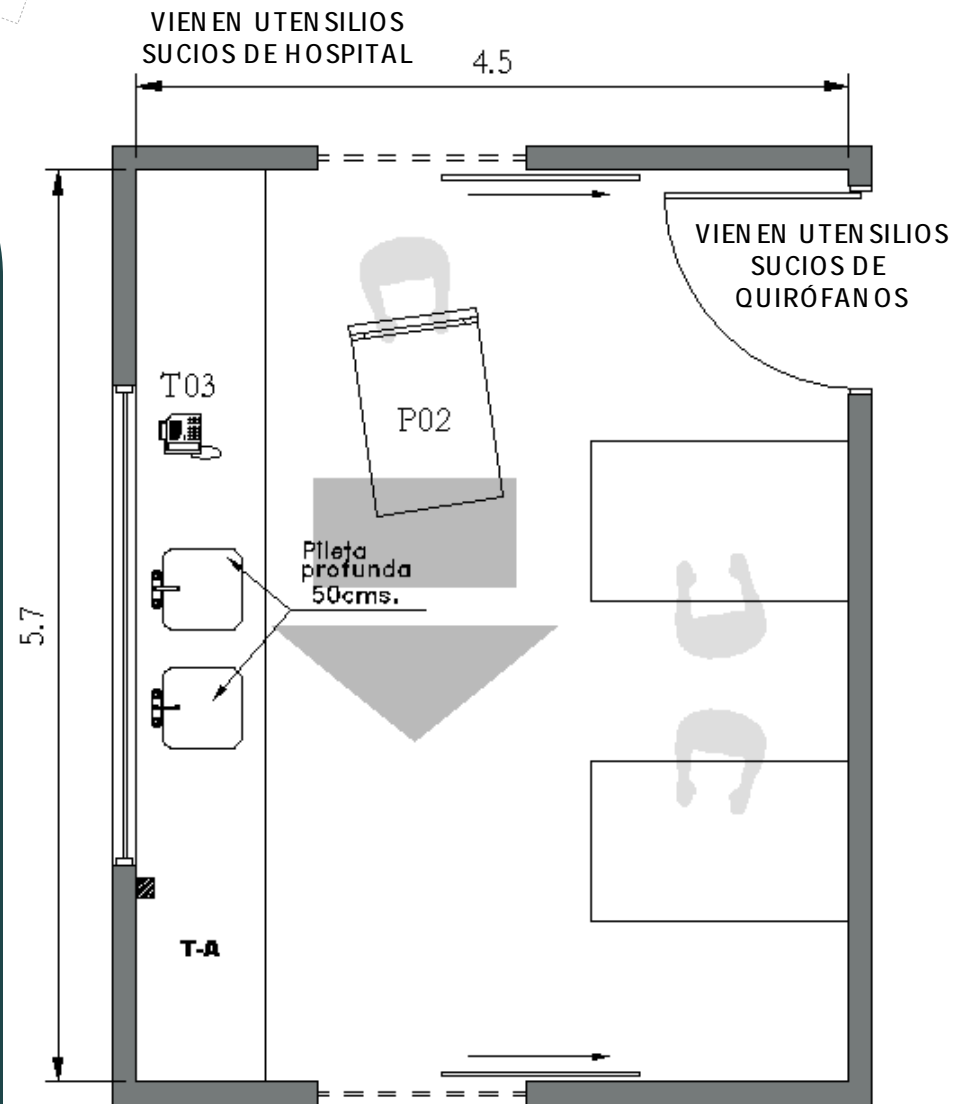 VIENEN UTENSILIOS
SUCIOS DE HOSPITAL
4.5
VIENEN UTENSILIOS
SUCIOS DE
QUIRÓFANOS
T03
P02
Pileta
profunda
50cms.
5.7
T-A